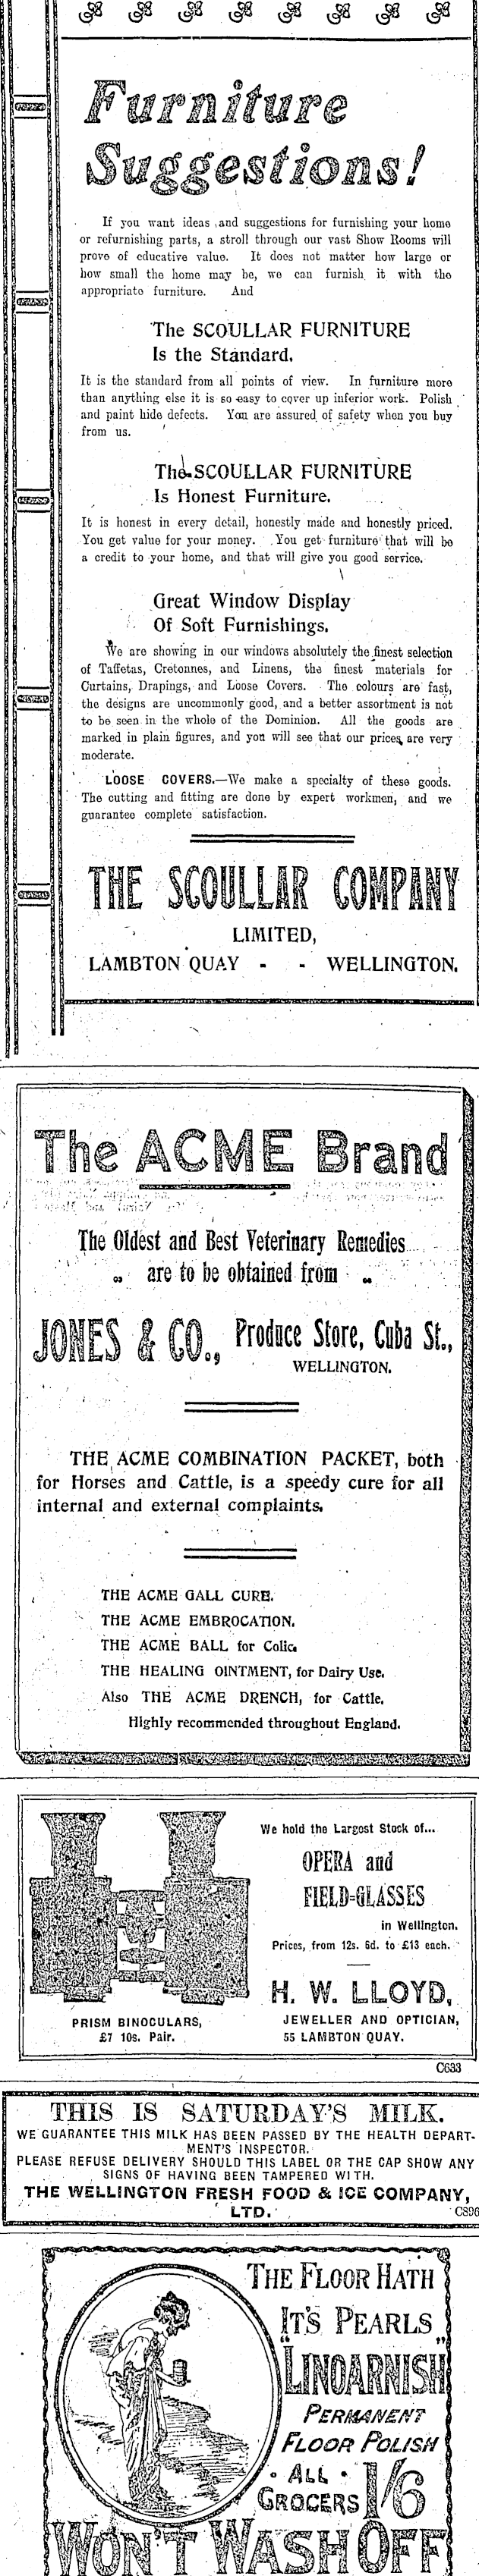 Furniture
Suggestions!
If you want ideas and suggestions for furnishing your home
or refurnishing parts, a stroll through our vast Show Rooms will
prove of educative value. It does not matter how large or
how small the home may be, we can furnish it with the
appropriate furniture. And
The SCOULLAR FURNITURE
Is the Standard.
It is the standard from all points of view. In furniture more
than anything else it is so easy to cover up inferior work. Polish
and paint hide defects. You are assured of safety when you buy
from us.
The SCOULLAR FURNITURE
Is Honest Furniture.
It is honest in every detail, honestly made and honestly priced.
You get value for your money. You get furniture that will be
a credit to your home, and that will give you good service.
Great Window Display
Of Soft Furnishings.
We are showing in our windows absolutely the finest selection
of Taffetas, Cretonnes, and Linens, the finest materials for
Curtains, Drapings, and Loose Covers. The colours are fast,
the designs are uncommonly good, and a better assortment is not
to be seen in the whole of the Dominion. All the goods are
marked in plain figures, and you will see that our prices are very
moderate.
LOOSE COVERS.—We make a specialty of these goods.
The cutting and fitting are done by expert workmen, and we
guarantee complete satisfaction.
THE SCOULLAR COMPANY
LIMITED,
LAMBTON QUAY - - WELLINGTON.
The ACME Brand
The Oldest and Best Veterinary Remedies
.. are to be obtained from ..
JONES & CO., Produce Store, Cuba St.,
WELLINGTON.
THE ACME COMBINATION PACKET, both
for Horses and Cattle, is a speedy cure for all
internal and external complaints.
THE ACME GALL CURE.
THE ACME EMBROCATION.
THE ACME BALL for Colic.
THE HEALING OINTMENT, for Dairy Use.
Also THE ACME DRENCH, for Cattle.
Highly recommended throughout England.
We hold the Largest Stock of...
OPERA and
FIELD-GLASSES
in Wellington.
Prices, from 12s. 6d. to £13 each.
H. W. LLOYD,
JEWELLER AND OPTICIAN,
55 LAMBTON QUAY.
PRISM BINOCULARS,
£7 10s. Pair.
C633
THIS IS SATURDAY'S MILK.
WE GUARANTEE THIS MILK HAS BEEN PASSED BY THE HEALTH DEPART-
MENT'S INSPECTOR.
PLEASE REFUSE DELIVERY SHOULD THIS LABEL OR THE CAP SHOW ANY
SIGNS OF HAVING BEEN TAMPERED WITH.
THE WELLINGTON FRESH FOOD & ICE COMPANY,
LTD.
C896
THE FLOOR HATH
IT'S PEARLS
"LINOARNISH"
PERMANENT
FLOOR POLISH
ALL
GROCERS 1/6
WON'T WASH OFF